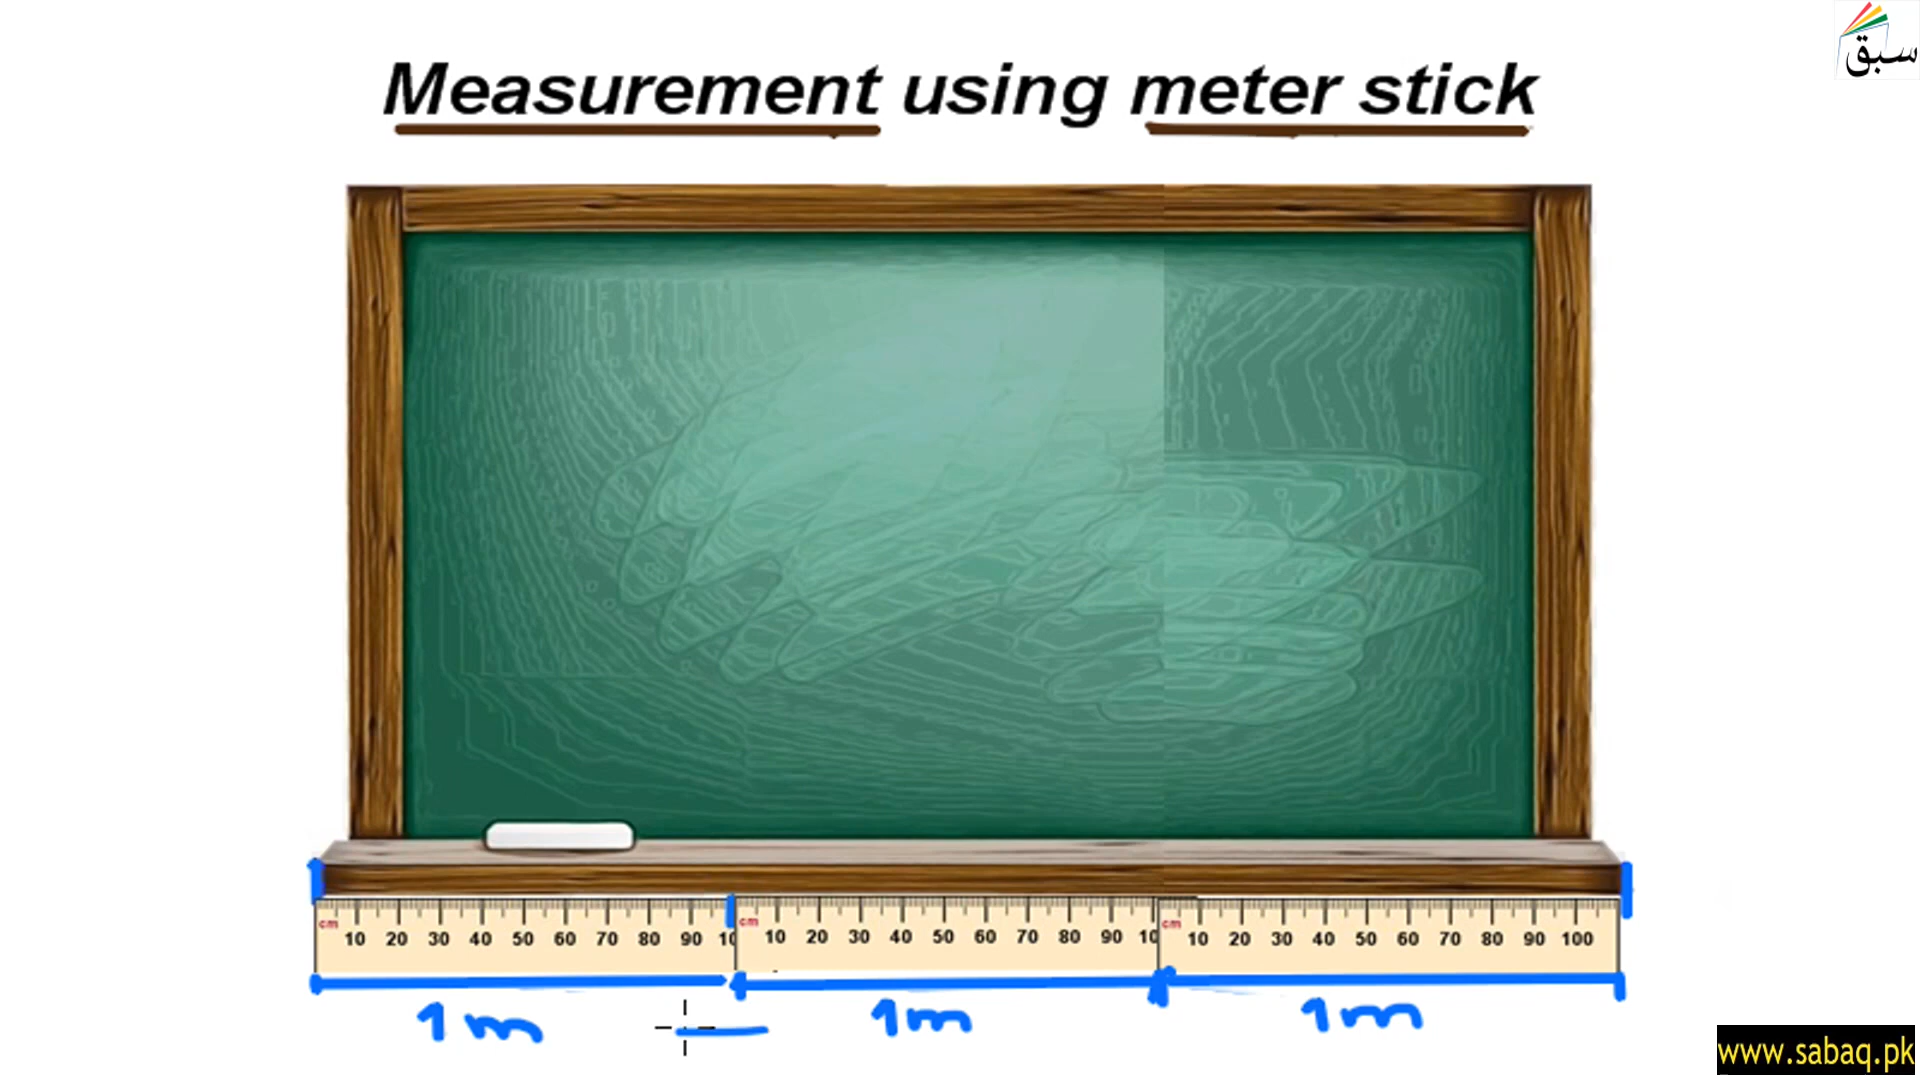 سبق
Measurement using meter stick
cm 10 20 30 40 50 60 70 80 90 10 cm 10 20 30 40 50 60 70 80 90 10 cm 10 20 30 40 50 60 70 80 90 100
1m 1m 1m
www.sabaq.pk